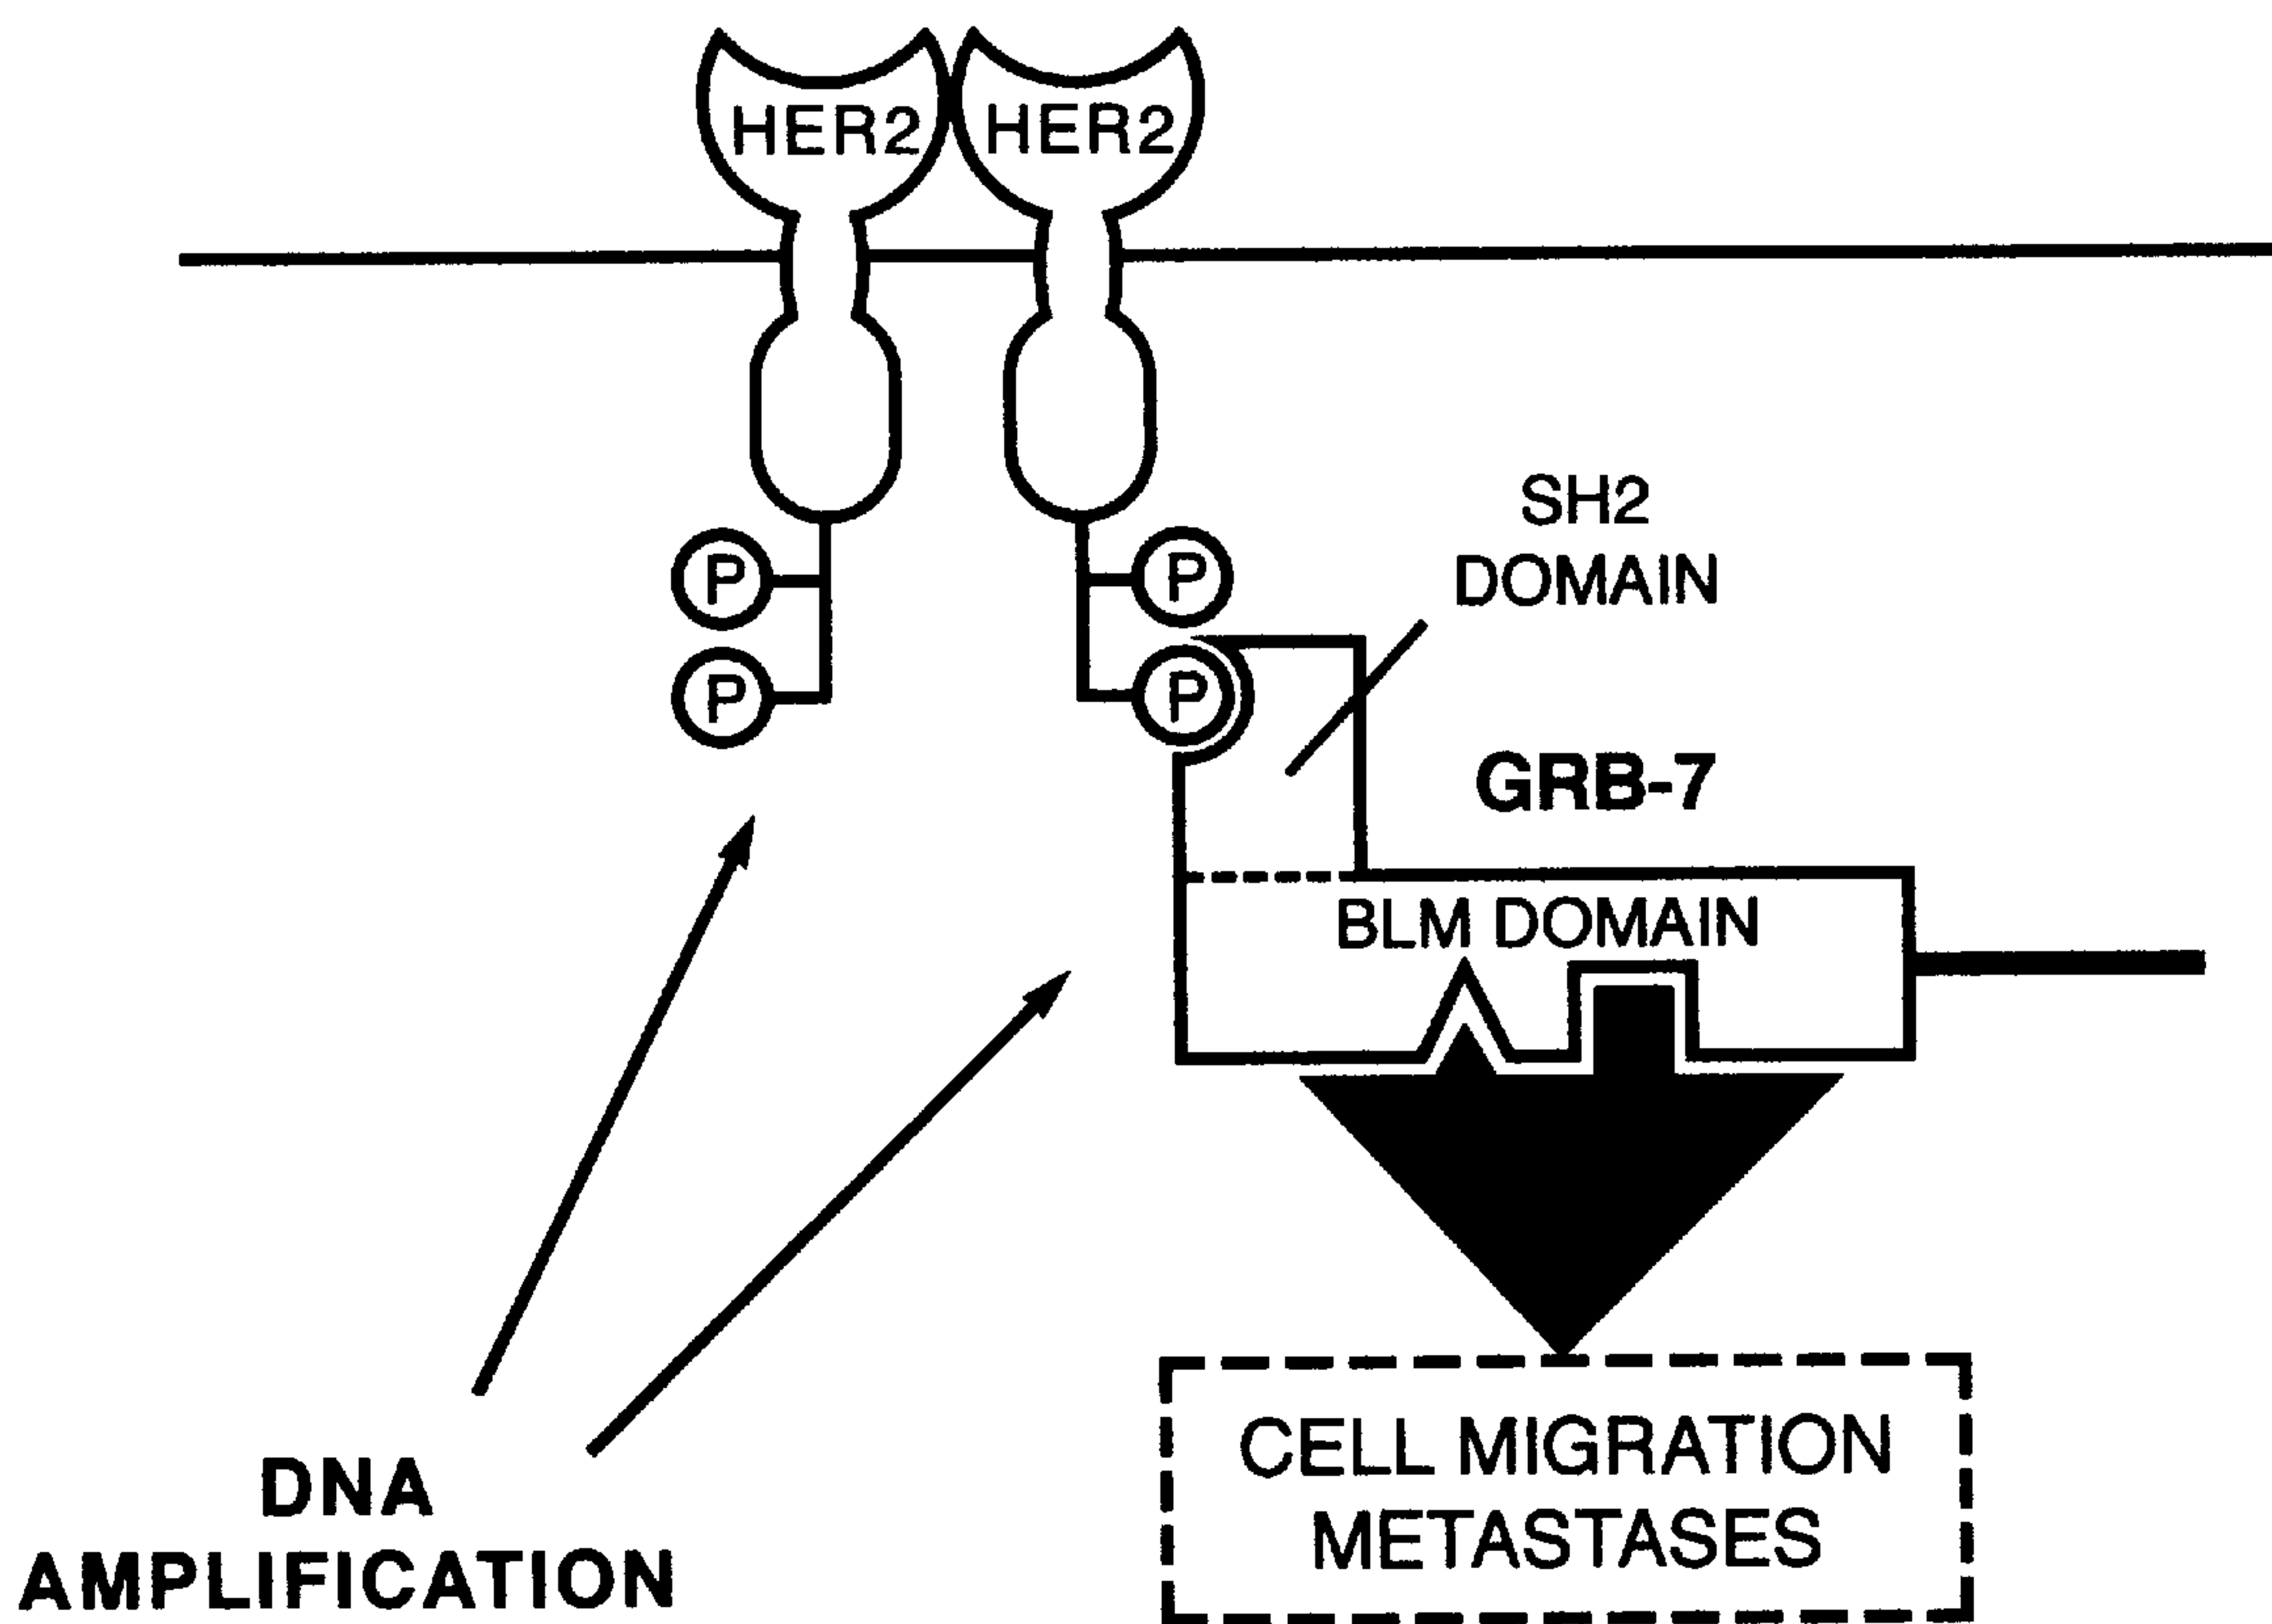 HER2
HER2
P
P
P
P
SH2
DOMAIN
GRB-7
BLM DOMAIN
CELL MIGRATION
METASTASES
DNA
AMPLIFICATION